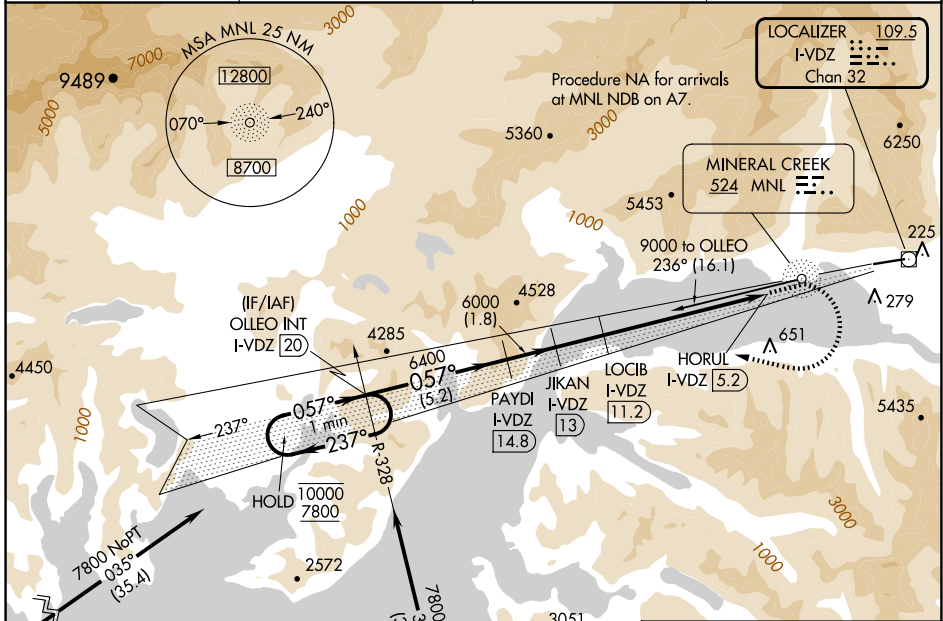 MSA MNL 25 NM
12800
070°
240°
8700
9489
7000
5000
3000
Procedure NA for arrivals
at MNL NDB on A7.
LOCALIZER 109.5
I-VDZ
Chan 32
5360
3000
6250
MINERAL CREEK
524 MNL
5453
1000
1000
225
9000 to OLLEO
236° (16.1)
279
(IF/IAF)
OLLEO INT
I-VDZ 20
6000
(1.8)
4528
4285
651
4450
6400
057°
(5.2)
HORUL
I-VDZ 5.2
LOCIB
I-VDZ
11.2
JIKAN
I-VDZ
13
PAYDI
I-VDZ
14.8
057°
1 min
237°
237°
R-328
5435
1000
HOLD 10000
7800
7800 NoPT
035°
(35.4)
2572
7800
3000
1000
3051